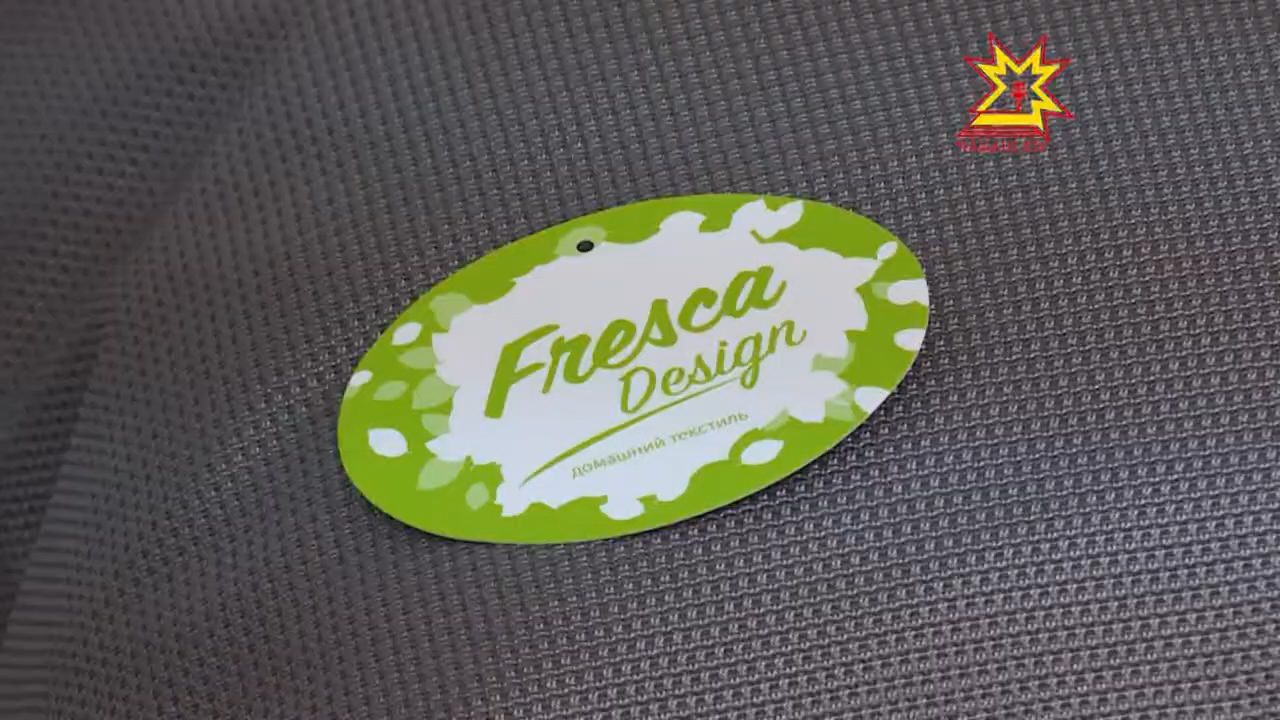 Fresca
Design
домашний текстиль